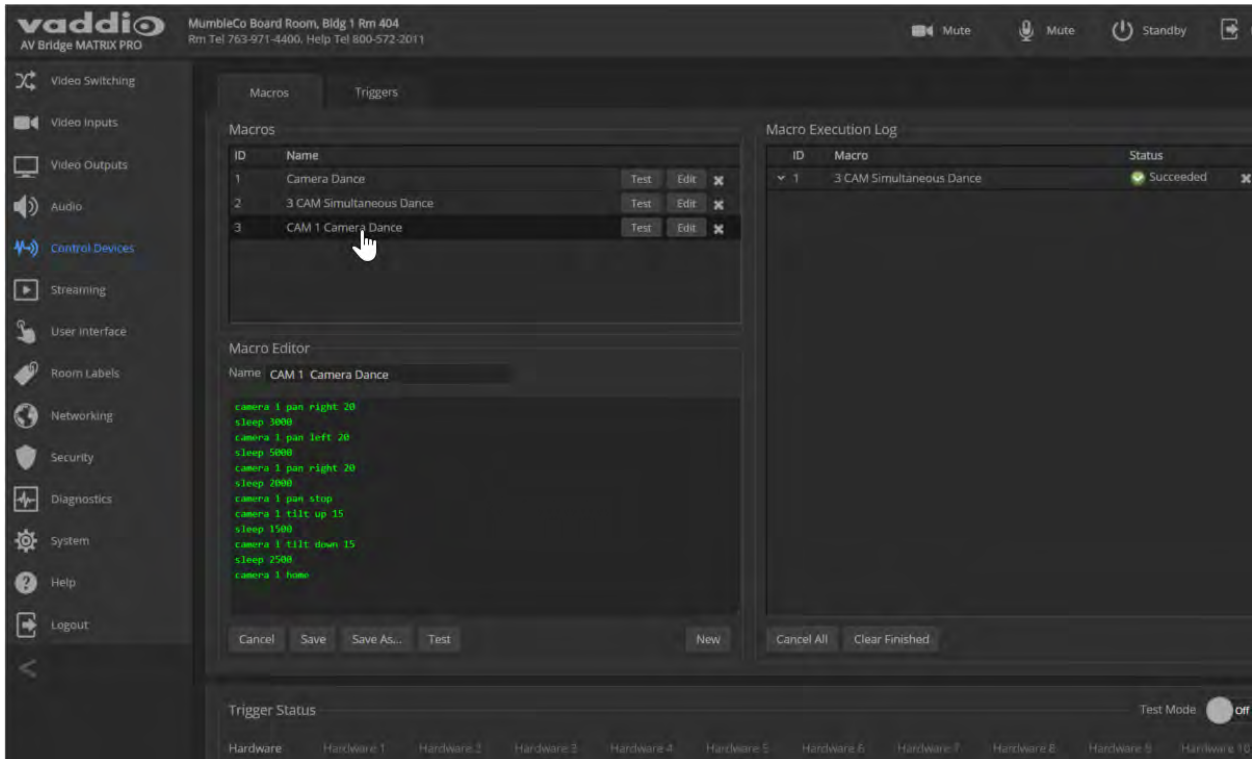 vaddio
AV Bridge MATRIX PRO
MumbleCo Board Room, Bldg 1 Rm 404
Rm Tel 763-971-4400, Help Tel 800-572-2011
Mute
Mute
Standby
Video Switching
Video Inputs
Video Outputs
Audio
Control Devices
Streaming
User Interface
Room Labels
Networking
Security
Diagnostics
System
Help
Logout
Macros Triggers
Macros
ID Name
1 Camera Dance Test Edit
2 3 CAM Simultaneous Dance Test Edit
3 CAM 1 Camera Dance Test Edit
Macro Editor
Name CAM 1 Camera Dance
camera 1 pan right 20
sleep 3000
camera 1 pan left 20
sleep 5000
camera 1 pan right 20
sleep 2000
camera 1 pan stop
camera 1 tilt up 15
sleep 1500
camera 1 tilt down 15
sleep 2500
camera 1 home
Cancel Save Save As... Test New
Macro Execution Log
ID Macro Status
1 3 CAM Simultaneous Dance Succeeded
Cancel All Clear Finished
Trigger Status
Test Mode Off
Hardware Hardware 1 Hardware 2 Hardware 3 Hardware 4 Hardware 5 Hardware 6 Hardware 7 Hardware 8 Hardware 9 Hardware 10